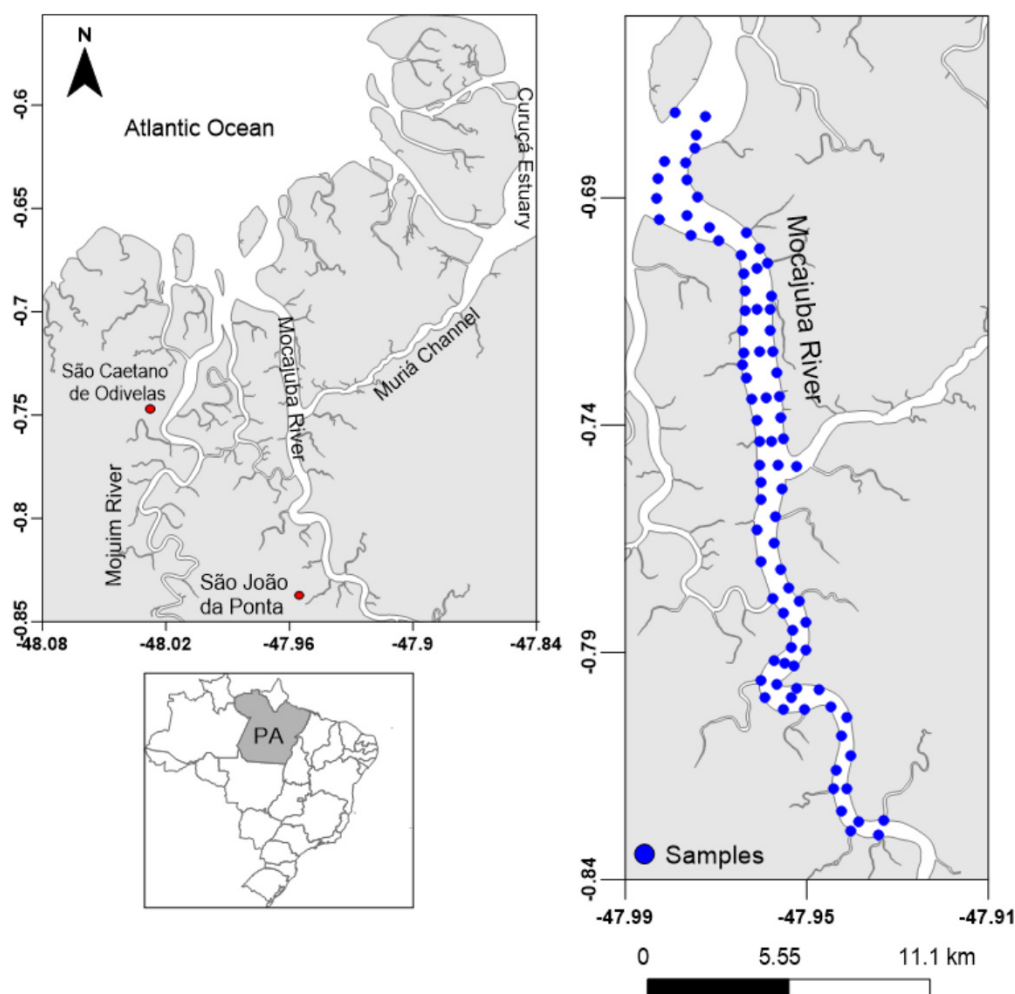 N
Atlantic Ocean
Curuçá Estuary
-0.6
-0.65
-0.7
-0.75
-0.8
-0.85
São Caetano
de Odivelas
Mocajuba River
Muriá Channel
Mojuim River
São João
da Ponta
-48.08
-48.02
-47.96
-47.9
-47.84
PA
Mocajuba River
-0.69
-0.74
-0.79
-0.84
Samples
-47.99
-47.95
-47.91
0
5.55
11.1 km